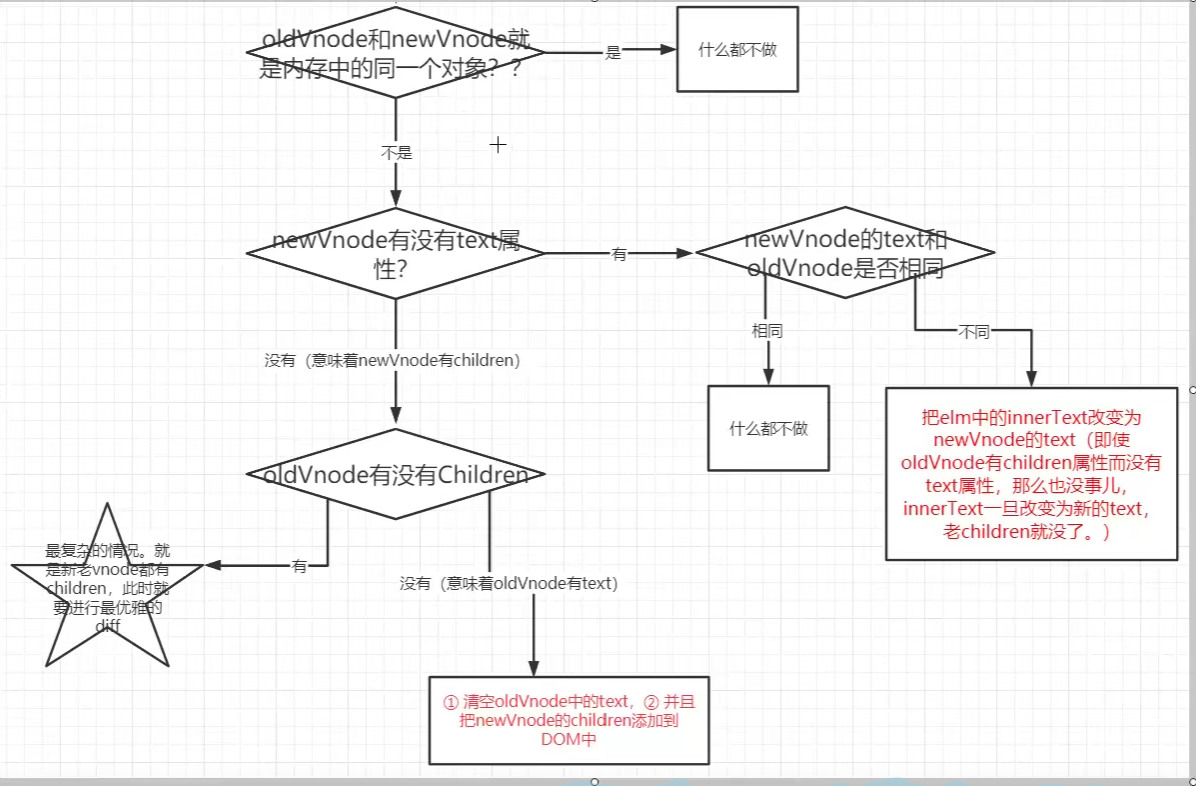 oldVnode和newVnode就
是内存中的同一个对象？？
是
什么都不做
不是
newVnode有没有text属
性？
有
newVnode的text和
oldVnode是否相同
相同
不同
没有（意味着newVnode有children）
什么都不做
把elm中的innerText改变为
newVnode的text（即使
oldVnode有children属性而没有
text属性，那么也没事儿，
innerText一旦改变为新的text，
老children就没了。）
oldVnode有没有Children
有
最复杂的情况。就
是新老vnode都有
children，此时就
要进行最优雅的
diff
没有（意味着oldVnode有text）
① 清空oldVnode中的text，② 并且
把newVnode的children添加到
DOM中